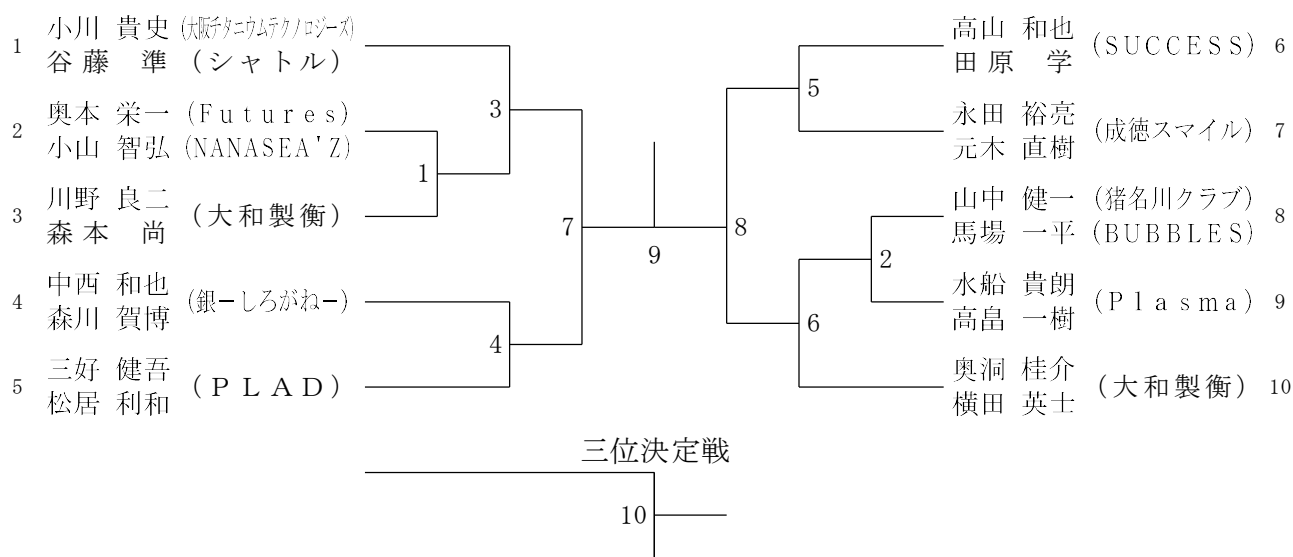 1 小川 貴史 (大阪チタニウムテクノロジーズ)
谷藤 準 (シャトル)
2 奥本 栄一 (Futures)
小山 智弘 (NANASEA'Z)
3 川野 良二 (大和製衡)
森本 尚
4 中西 和也 (銀ーしろがねー)
森川 賀博
5 三好 健吾 (PLAD)
松居 利和
3
1
7
4
9
高山 和也 (SUCCESS) 6
田原 学
永田 裕亮 (成徳スマイル) 7
元木 直樹
山中 健一 (猪名川クラブ) 8
馬場 一平 (BUBBLES)
水船 貴朗 (Plasma) 9
高畠 一樹
奥洞 桂介 (大和製衡) 10
横田 英士
5
8
2
6
三位決定戦
10